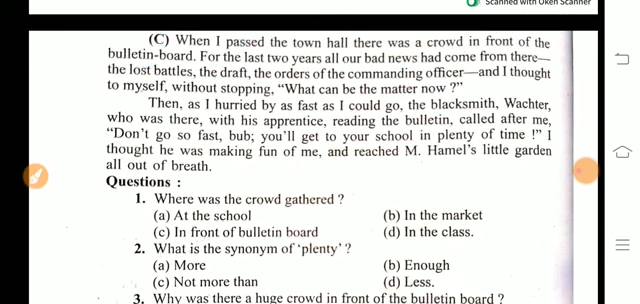 Scanned with Oken Scanner
(C) When I passed the town hall there was a crowd in front of the
bulletin-board. For the last two years all our bad news had come from there—
the lost battles, the draft, the orders of the commanding officer—and I thought
to myself, without stopping, “What can be the matter now ?”
Then, as I hurried by as fast as I could go, the blacksmith, Wachter,
who was there, with his apprentice, reading the bulletin, called after me,
“Don’t go so fast, bub; you’ll get to your school in plenty of time !” I
thought he was making fun of me, and reached M. Hamel’s little garden
all out of breath.
Questions :
1. Where was the crowd gathered ?
(a) At the school (b) In the market
(c) In front of bulletin board (d) In the class.
2. What is the synonym of ‘plenty’ ?
(a) More (b) Enough
(c) Not more than (d) Less.
3. Why was there a huge crowd in front of the bulletin board ?